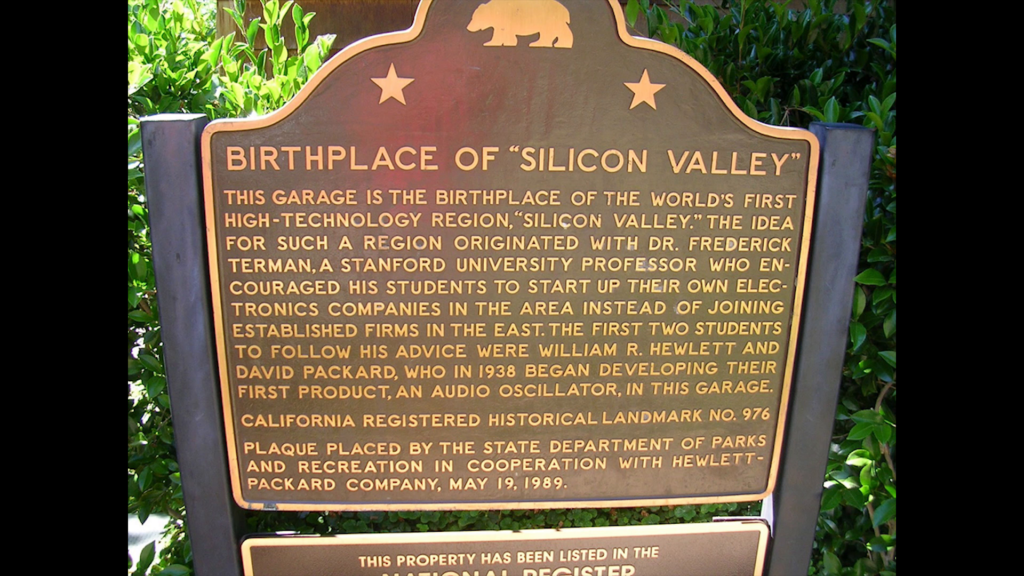 BIRTHPLACE OF "SILICON VALLEY"
THIS GARAGE IS THE BIRTHPLACE OF THE WORLD'S FIRST
HIGH-TECHNOLOGY REGION, "SILICON VALLEY." THE IDEA
FOR SUCH A REGION ORIGINATED WITH DR. FREDERICK
TERMAN, A STANFORD UNIVERSITY PROFESSOR WHO EN-
COURAGED HIS STUDENTS TO START UP THEIR OWN ELEC-
TRONICS COMPANIES IN THE AREA INSTEAD OF JOINING
ESTABLISHED FIRMS IN THE EAST. THE FIRST TWO STUDENTS
TO FOLLOW HIS ADVICE WERE WILLIAM R. HEWLETT AND
DAVID PACKARD, WHO IN 1938 BEGAN DEVELOPING THEIR
FIRST PRODUCT, AN AUDIO OSCILLATOR, IN THIS GARAGE.
CALIFORNIA REGISTERED HISTORICAL LANDMARK NO. 976
PLAQUE PLACED BY THE STATE DEPARTMENT OF PARKS
AND RECREATION IN COOPERATION WITH HEWLETT-
PACKARD COMPANY, MAY 19, 1989.
THIS PROPERTY HAS BEEN LISTED IN THE
NATIONAL REGISTER